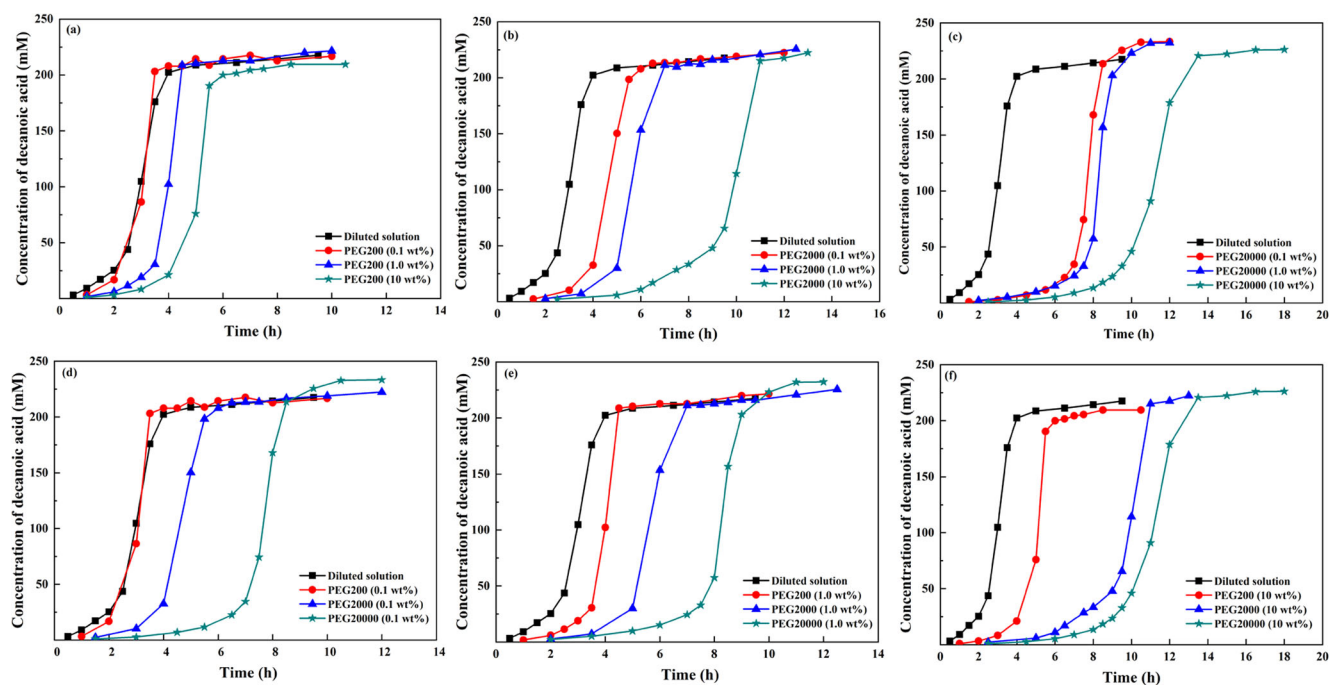 (a)
Concentration of decanoic acid (mM)
250
200
150
100
50
0 2 4 6 8 10 12
Time (h)
Diluted solution
PEG200 (0.1 wt%)
PEG200 (1.0 wt%)
PEG200 (10 wt%)
(b)
Concentration of decanoic acid (mM)
250
200
150
100
50
0 2 4 6 8 10 12 14 16
Time (h)
Diluted solution
PEG2000 (0.1 wt%)
PEG2000 (1.0 wt%)
PEG2000 (10 wt%)
(c)
Concentration of decanoic acid (mM)
250
200
150
100
50
0 2 4 6 8 10 12 14 16 18 20
Time (h)
Diluted solution
PEG20000 (0.1 wt%)
PEG20000 (1.0 wt%)
PEG20000 (10 wt%)
(d)
Concentration of decanoic acid (mM)
250
200
150
100
50
0 2 4 6 8 10 12 14
Time (h)
Diluted solution
PEG200 (0.1 wt%)
PEG2000 (0.1 wt%)
PEG20000 (0.1 wt%)
(e)
Concentration of decanoic acid (mM)
250
200
150
100
50
0 1 2 3 4 5 6 7 8 9 10 11 12 13
Time (h)
Diluted solution
PEG200 (1.0 wt%)
PEG2000 (1.0 wt%)
PEG20000 (1.0 wt%)
(f)
Concentration of decanoic acid (mM)
250
200
150
100
50
0 2 4 6 8 10 12 14 16 18 20
Time (h)
Diluted solution
PEG200 (10 wt%)
PEG2000 (10 wt%)
PEG20000 (10 wt%)